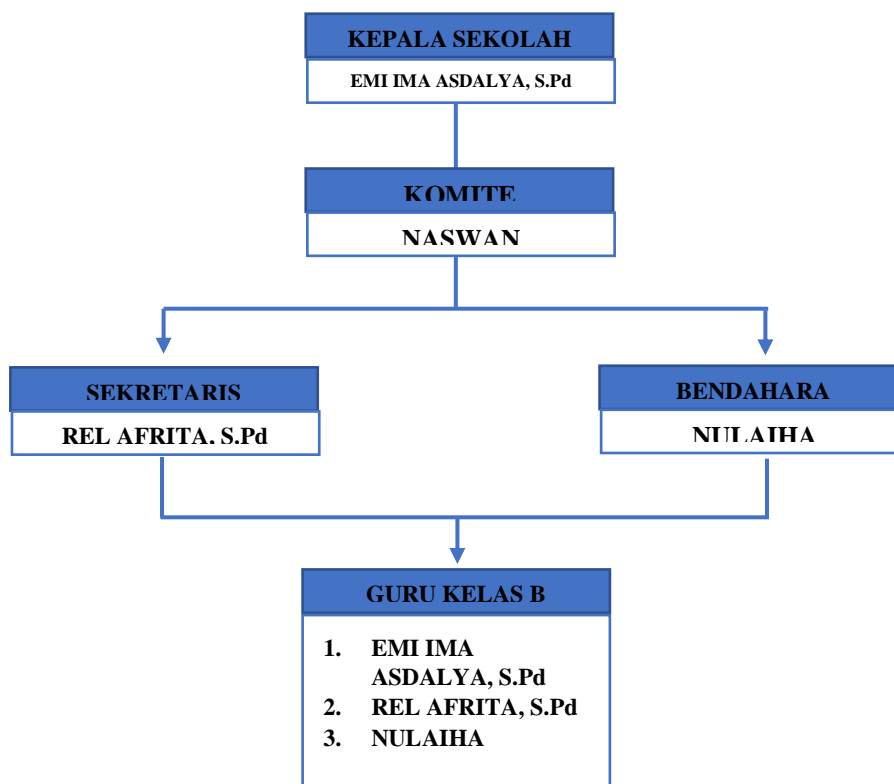 KEPALA SEKOLAH
EMI IMA ASDALYA, S.Pd
KOMITE
NASWAN
SEKRETARIS
BENDAHARA
REL AFRITA, S.Pd
NULAIHA
GURU KELAS B
1. EMI IMA
ASDALYA, S.Pd
2. REL AFRITA, S.Pd
3. NULAIHA